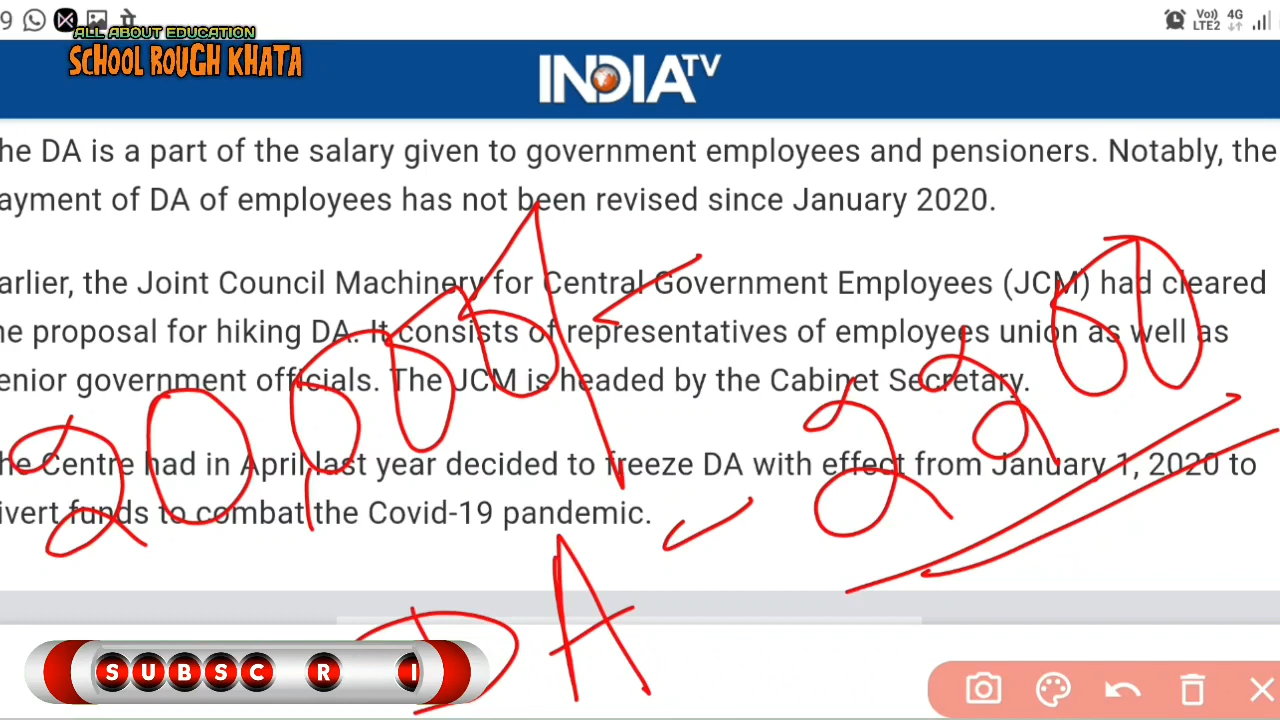 9 Vo) 4G
LTE2
ALL ABOUT EDUCATION
SCHOOL ROUGH KHATA
INDIA TV
he DA is a part of the salary given to government employees and pensioners. Notably, the
ayment of DA of employees has not been revised since January 2020.
arlier, the Joint Council Machinery for Central Government Employees (JCM) had cleared
he proposal for hiking DA. It consists of representatives of employees union as well as
enior government officials. The JCM is headed by the Cabinet Secretary.
he Centre had in April last year decided to freeze DA with effect from January 1, 2020 to
ivert funds to combat the Covid-19 pandemic.
DA
SUBSC R I